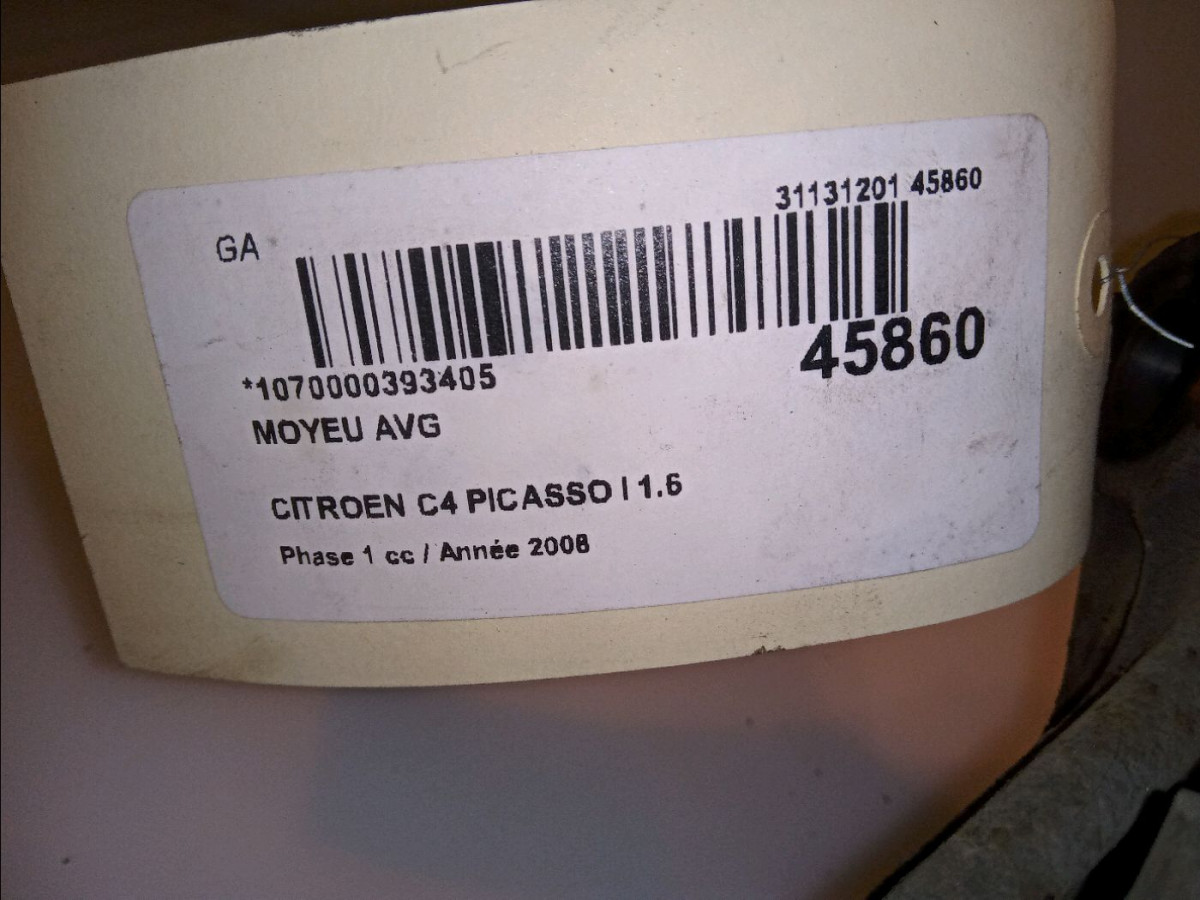 31131201 45860
GA
45860
*1070000393405
MOYEU AVG
CITROEN C4 PICASSO I 1.6
Phase 1 cc / Année 2008